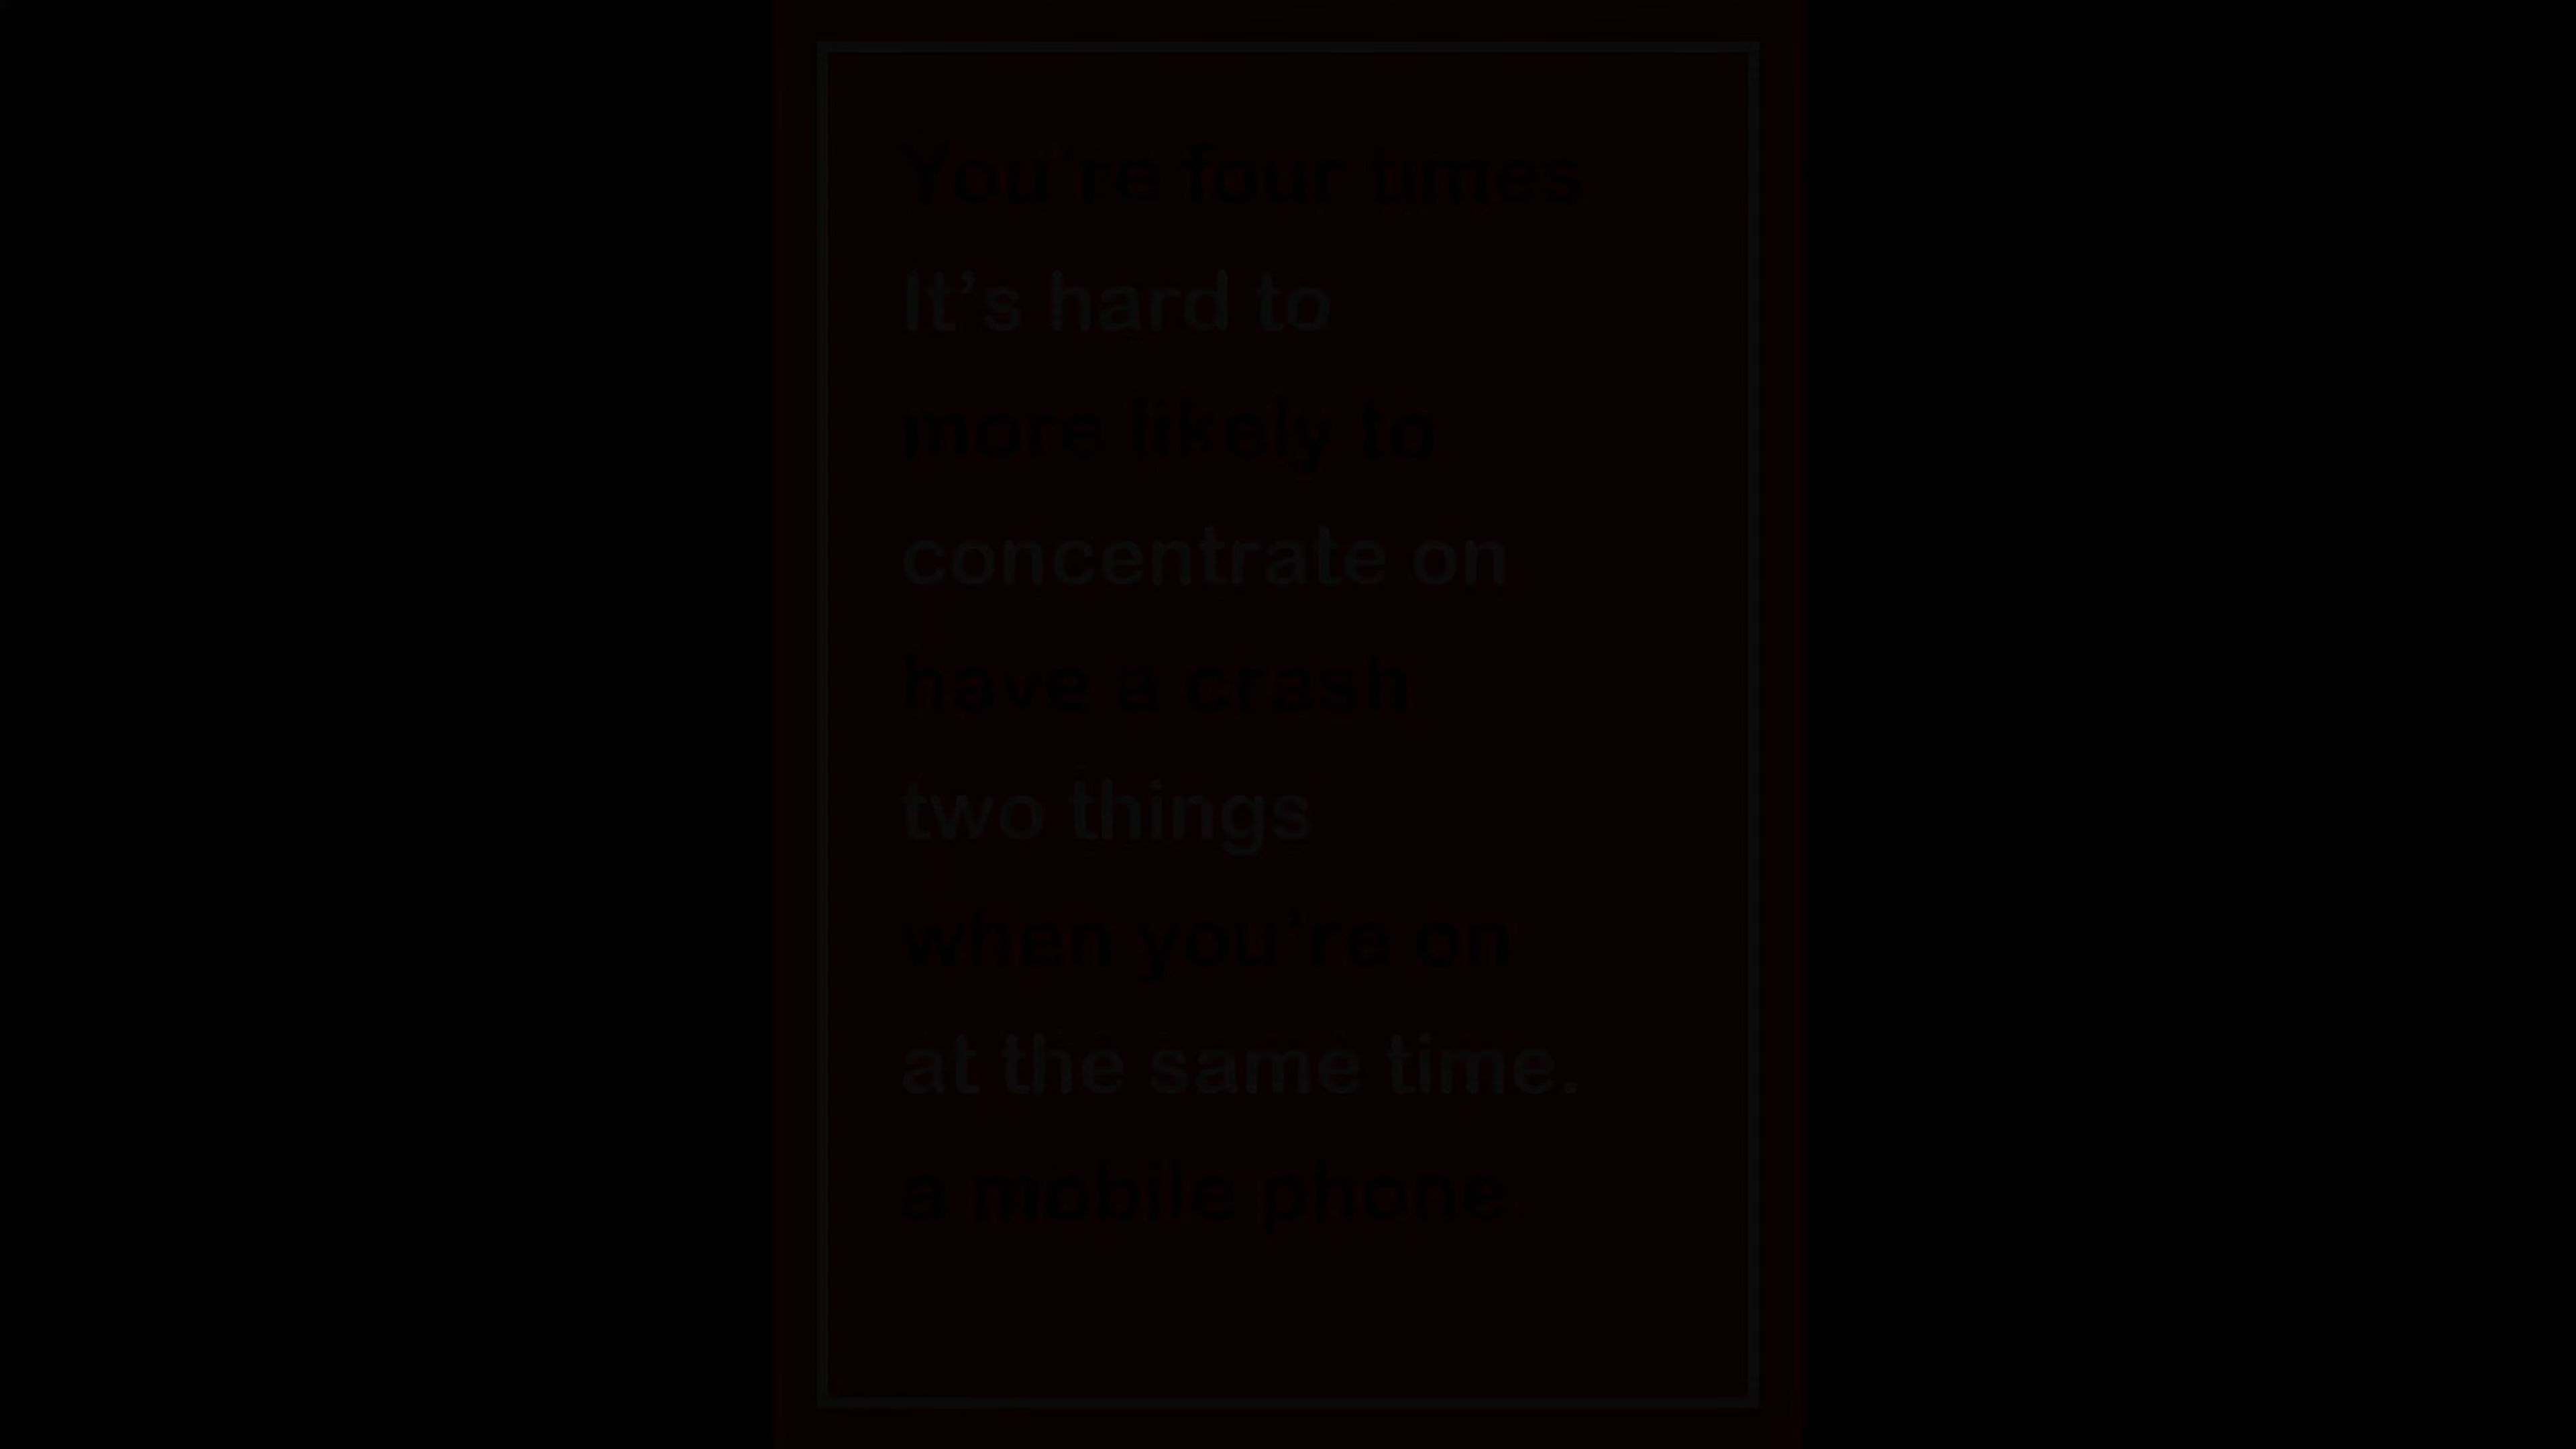 You're four times
It's hard to
more likely to
concentrate on
have a crash
two things
when you're on
at the same time.
a mobile phone